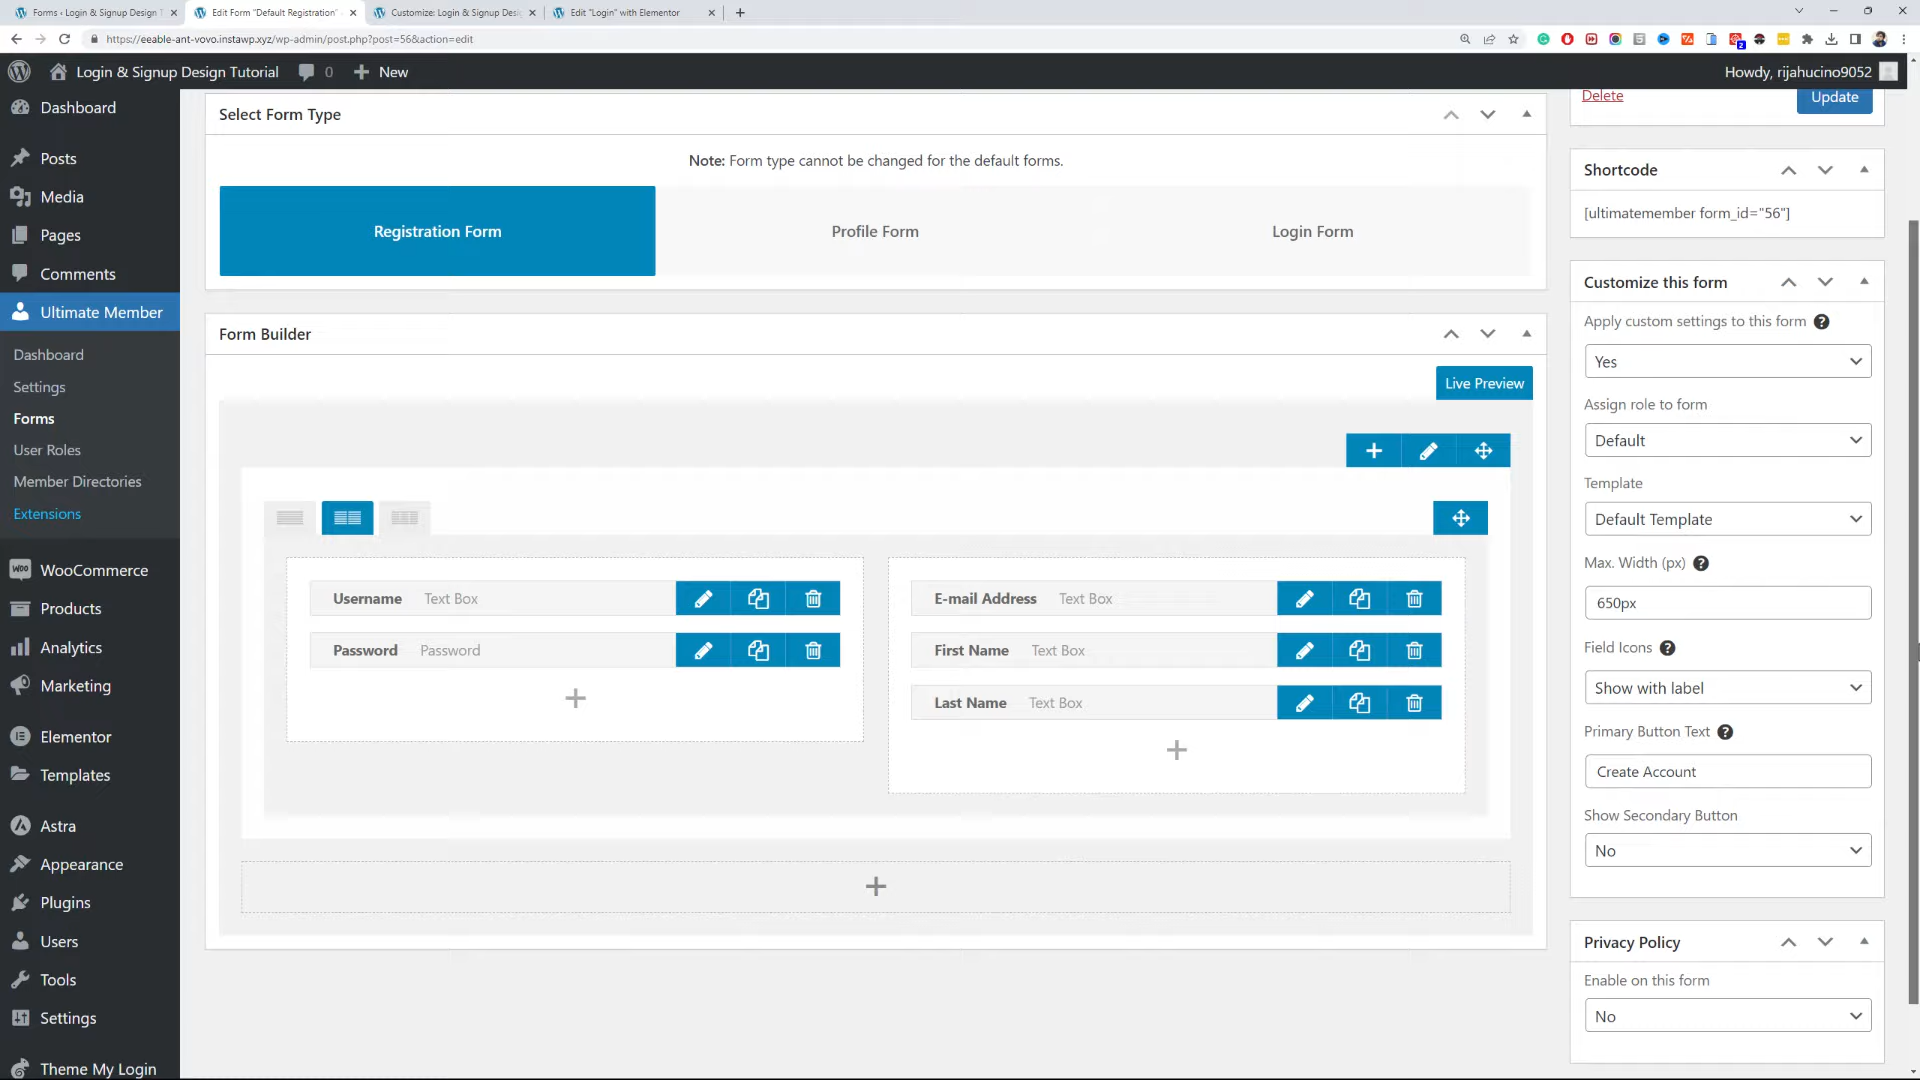 Forms ‹ Login & Signup Design T
Edit Form "Default Registration"
Customize: Login & Signup Desi
Edit "Login" with Elementor
https://eeable-ant-vovo.instawp.xyz/wp-admin/post.php?post=56&action=edit
2
Login & Signup Design Tutorial
0
New
Howdy, rijahucino9052
Dashboard
Posts
Media
Pages
Comments
Ultimate Member
Dashboard
Settings
Forms
User Roles
Member Directories
Extensions
WooCommerce
Products
Analytics
Marketing
Elementor
Templates
Astra
Appearance
Plugins
Users
Tools
Settings
Theme My Login
Select Form Type
Note: Form type cannot be changed for the default forms.
Registration Form
Profile Form
Login Form
Form Builder
Live Preview
Username Text Box
Password Password
E-mail Address Text Box
First Name Text Box
Last Name Text Box
Delete
Update
Shortcode
[ultimatemember form_id="56"]
Customize this form
Apply custom settings to this form
Yes
Assign role to form
Default
Template
Default Template
Max. Width (px)
650px
Field Icons
Show with label
Primary Button Text
Create Account
Show Secondary Button
No
Privacy Policy
Enable on this form
No